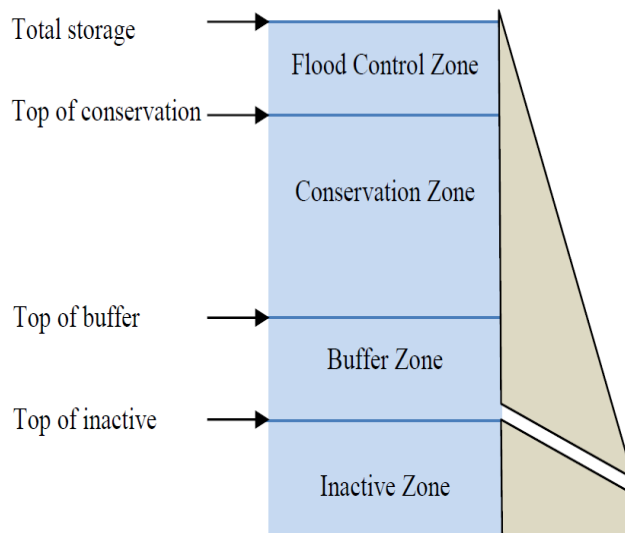 Total storage
Flood Control Zone
Top of conservation
Conservation Zone
Top of buffer
Buffer Zone
Top of inactive
Inactive Zone